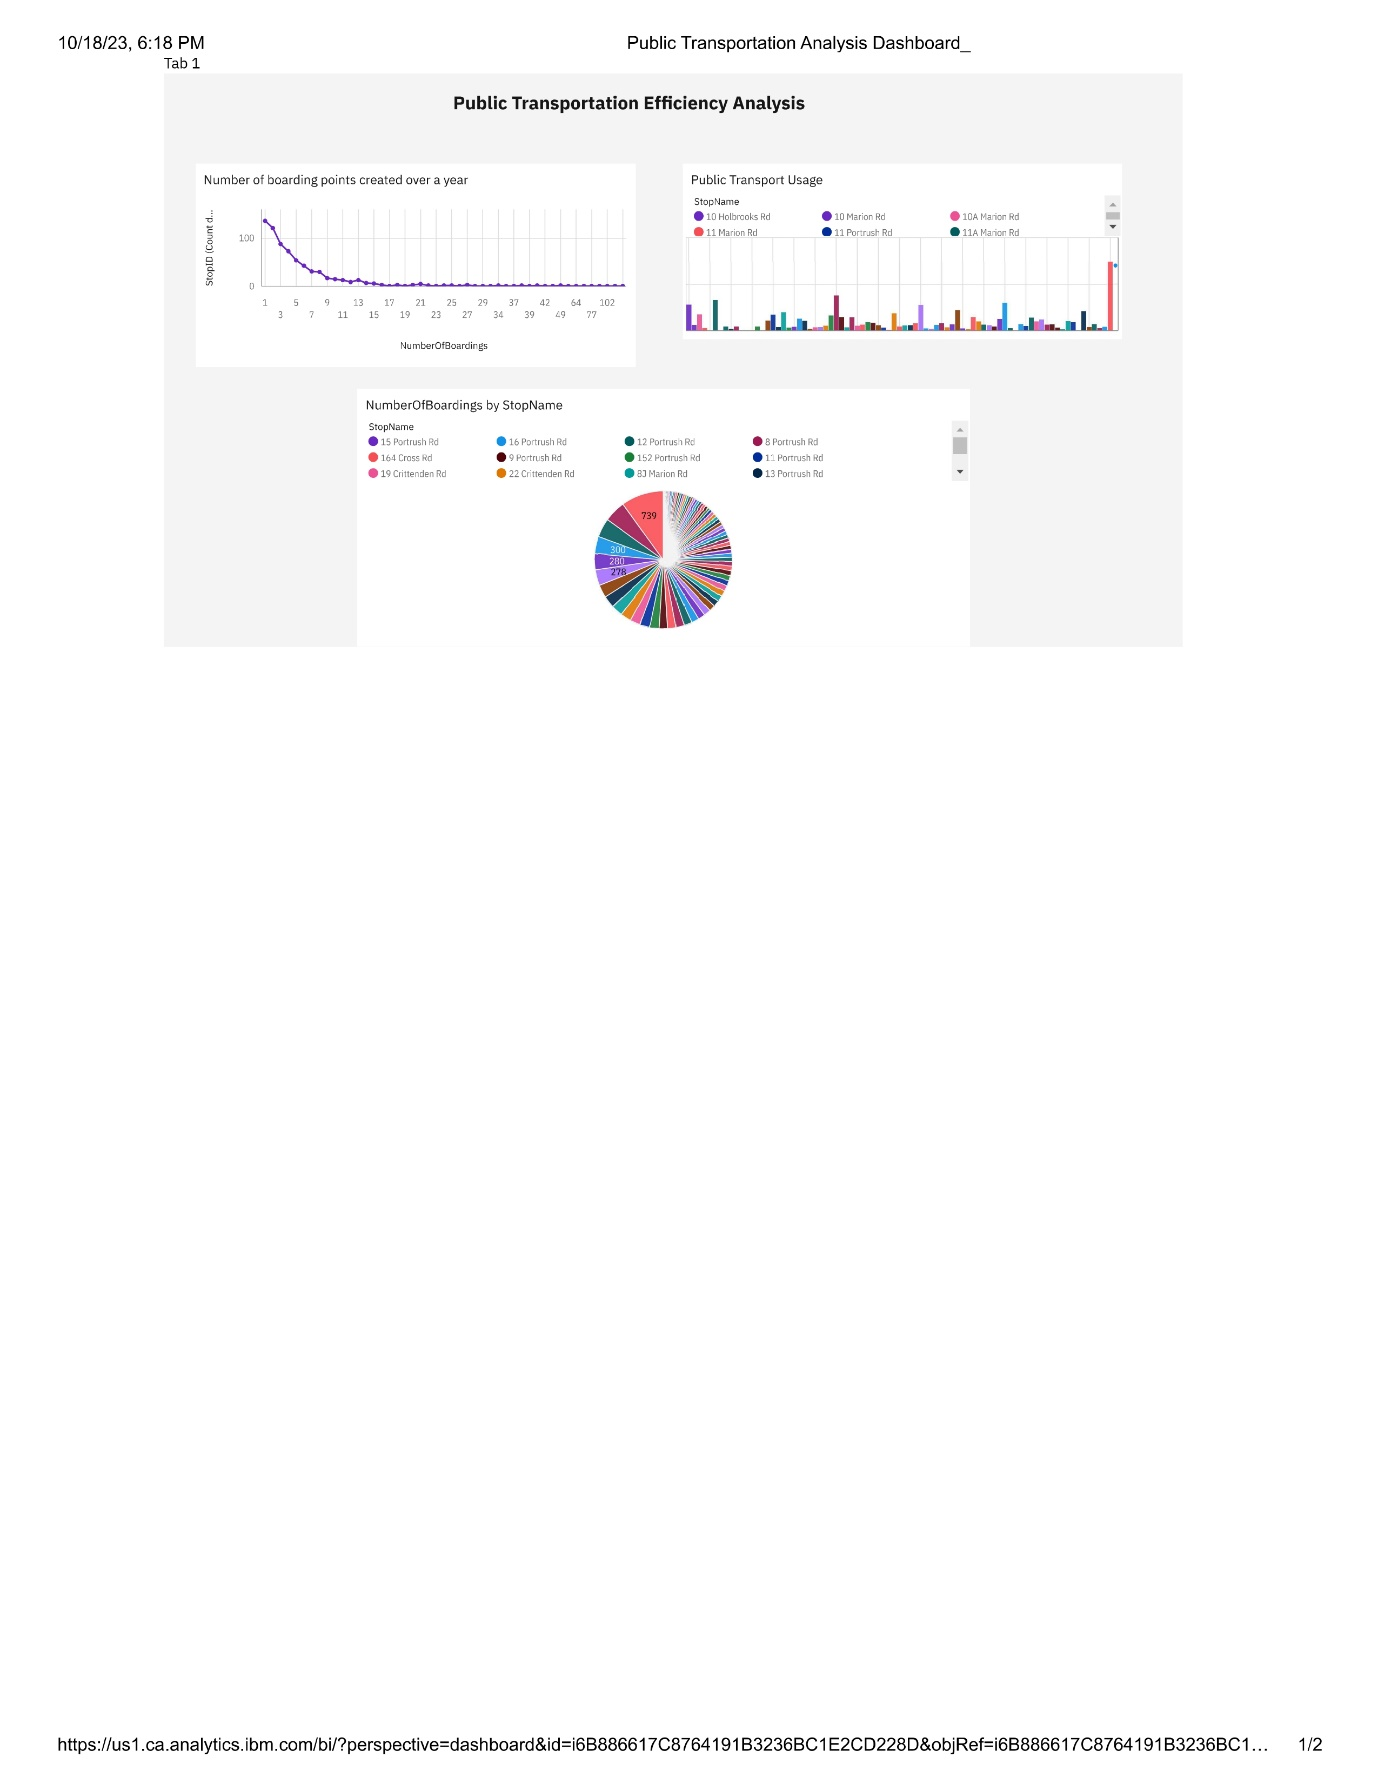 10/18/23, 6:18 PM Public Transportation Analysis Dashboard_
Tab 1
Public Transportation Efficiency Analysis
Number of boarding points created over a year
StopID (Count d...
100
0
1 5 9 13 17 21 25 29 37 42 64 102
3 7 11 15 19 23 27 34 39 49 77
NumberOfBoardings
Public Transport Usage
StopName
10 Holbrooks Rd 10 Marion Rd 10A Marion Rd
11 Marion Rd 11 Portrush Rd 11A Marion Rd
NumberOfBoardings by StopName
StopName
15 Portrush Rd 16 Portrush Rd 12 Portrush Rd 8 Portrush Rd
164 Cross Rd 9 Portrush Rd 152 Portrush Rd 11 Portrush Rd
19 Crittenden Rd 22 Crittenden Rd 8J Marion Rd 13 Portrush Rd
739
300
280
278
https://us1.ca.analytics.ibm.com/bi/?perspective=dashboard&id=i6B886617C8764191B3236BC1E2CD228D&objRef=i6B886617C8764191B3236BC1... 1/2